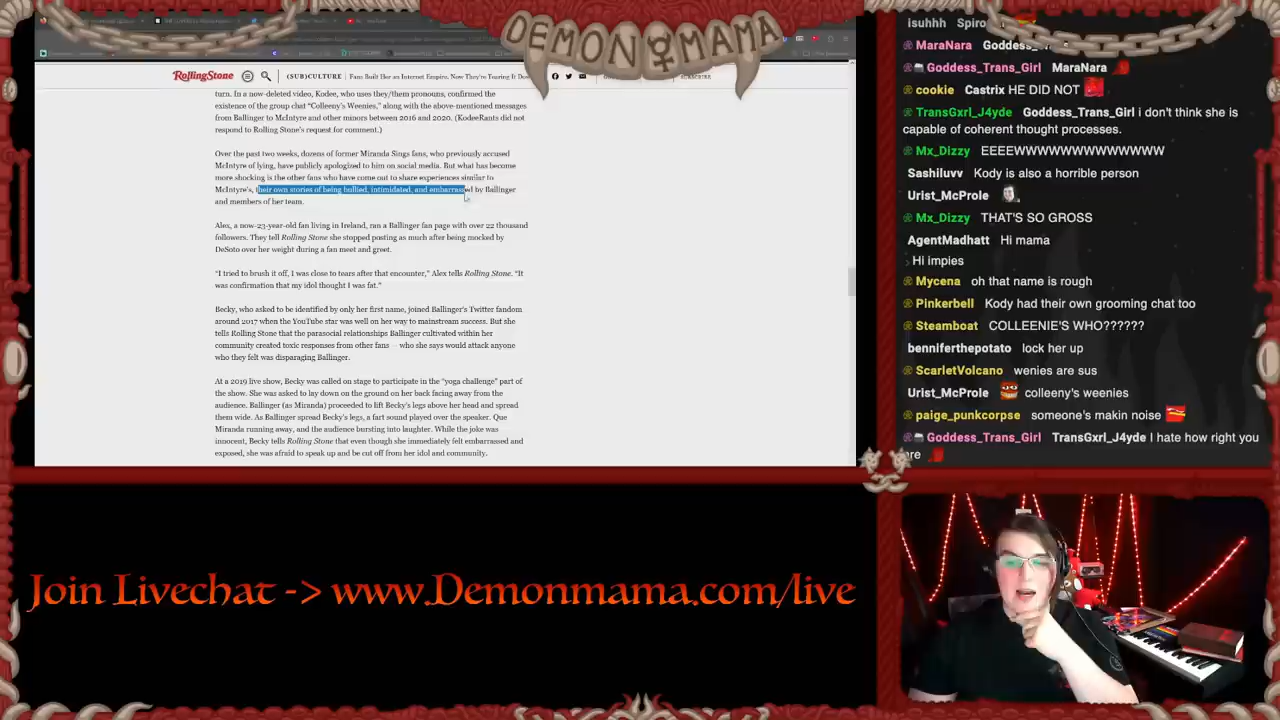 DEMON MAMA
RollingStone
(SUB)CULTURE | Fans Built Her an Internet Empire. Now They're Tearing It Down
SUBSCRIBE
turn. In a now-deleted video, Kodee, who uses they/them pronouns, confirmed the
existence of the group chat “Colleeny’s Weenies,” along with the above-mentioned messages
from Ballinger to McIntyre and other minors between 2016 and 2020. (KodeeRants did not
respond to Rolling Stone’s request for comment.)
Over the past two weeks, dozens of former Miranda Sings fans, who previously accused
McIntyre of lying, have publicly apologized to him on social media. But what has become
more shocking is the other fans who have come out to share experiences similar to
McIntyre’s, their own stories of being bullied, intimidated, and embarrassed by Ballinger
and members of her team.
Alex, a now-23-year-old fan living in Ireland, ran a Ballinger fan page with over 22 thousand
followers. They tell Rolling Stone she stopped posting as much after being mocked by
DeSoto over her weight during a fan meet and greet.
“I tried to brush it off, I was close to tears after that encounter,” Alex tells Rolling Stone. “It
was confirmation that my idol thought I was fat.”
Becky, who asked to be identified by only her first name, joined Ballinger’s Twitter fandom
around 2017 when the YouTube star was well on her way to mainstream success. But she
tells Rolling Stone that the parasocial relationships Ballinger cultivated within her
community created toxic responses from other fans — who she says would attack anyone
who they felt was disparaging Ballinger.
At a 2019 live show, Becky was called on stage to participate in the “yoga challenge” part of
the show. She was asked to lay down on the ground on her back facing away from the
audience. Ballinger (as Miranda) proceeded to lift Becky’s legs above her head and spread
them wide. As Ballinger spread Becky’s legs, a fart sound played over the speaker. Que
Miranda running away, and the audience bursting into laughter. While the joke was
innocent, Becky tells Rolling Stone that even though she immediately felt embarrassed and
exposed, she was afraid to speak up and be cut off from her idol and community.
isuhhh Spiro
MaraNara Goddess_
Goddess_Trans_Girl MaraNara
cookie Castrix HE DID NOT
TransGxrl_J4yde Goddess_Trans_Girl i don't think she is
capable of coherent thought processes.
Mx_Dizzy EEEEWWWWWWWWWWWW
Sashiluvv Jason is also a horrible person
Urist_McProle
Mx_Dizzy THAT'S SO GROSS
AgentMadhatt Hi mama
Hi impies
Mycena oh that name is rough
Pinkerbell Kody had their own grooming chat too
Steamboat COLLEENIE'S WHO??????
benniferthepotato lock her up
ScarletVolcano wenies are sus
Urist_McProle colleeny's weenies
paige_punkcorpse someone's makin noise
Goddess_Trans_Girl TransGxrl_J4yde I hate how right you
are
Join Livechat -> www.Demonmama.com/live